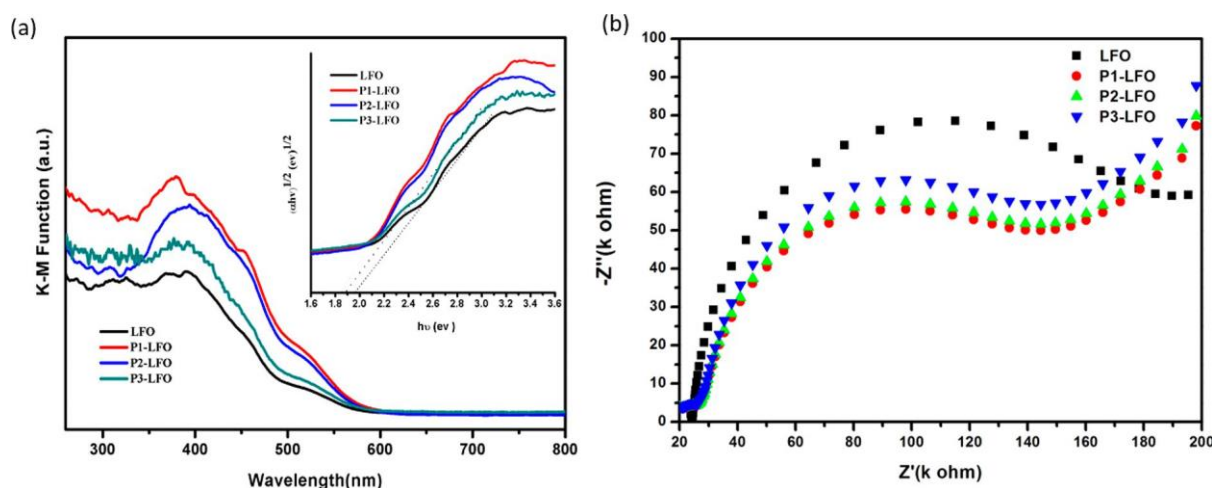 (a)
K-M Function (a.u.)
LFO
P1-LFO
P2-LFO
P3-LFO
300 400 500 600 700 800
Wavelength(nm)
αhν)1/2 (ev)1/2
LFO
P1-LFO
P2-LFO
P3-LFO
1.6 1.8 2.0 2.2 2.4 2.6 2.8 3.0 3.2 3.4 3.6
hυ (ev )
(b)
-Z''(k ohm)
100
90
80
70
60
50
40
30
20
10
0
LFO
P1-LFO
P2-LFO
P3-LFO
20 40 60 80 100 120 140 160 180 200
Z'(k ohm)